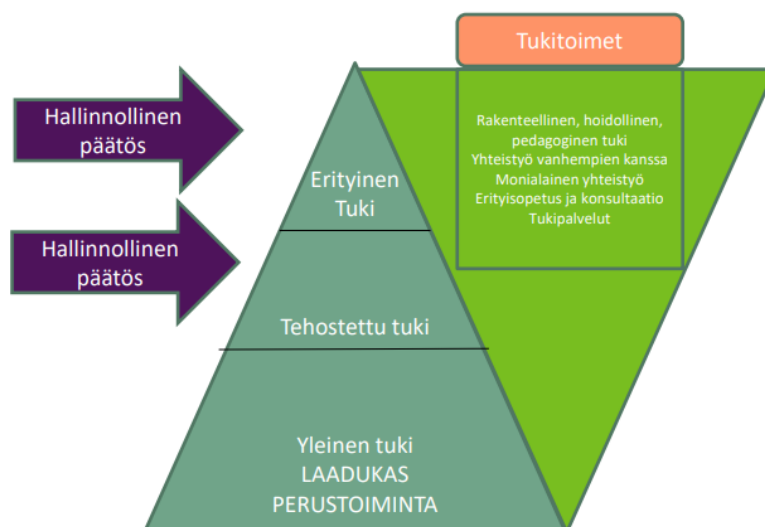 Tukitoimet
Hallinnollinen
päätös
Rakenteellinen, hoidollinen,
pedagoginen tuki
Yhteistyö vanhempien kanssa
Monialainen yhteistyö
Erityisopetus ja konsultaatio
Tukipalvelut
Erityinen
Tuki
Hallinnollinen
päätös
Tehostettu tuki
Yleinen tuki
LAADUKAS
PERUSTOIMINTA